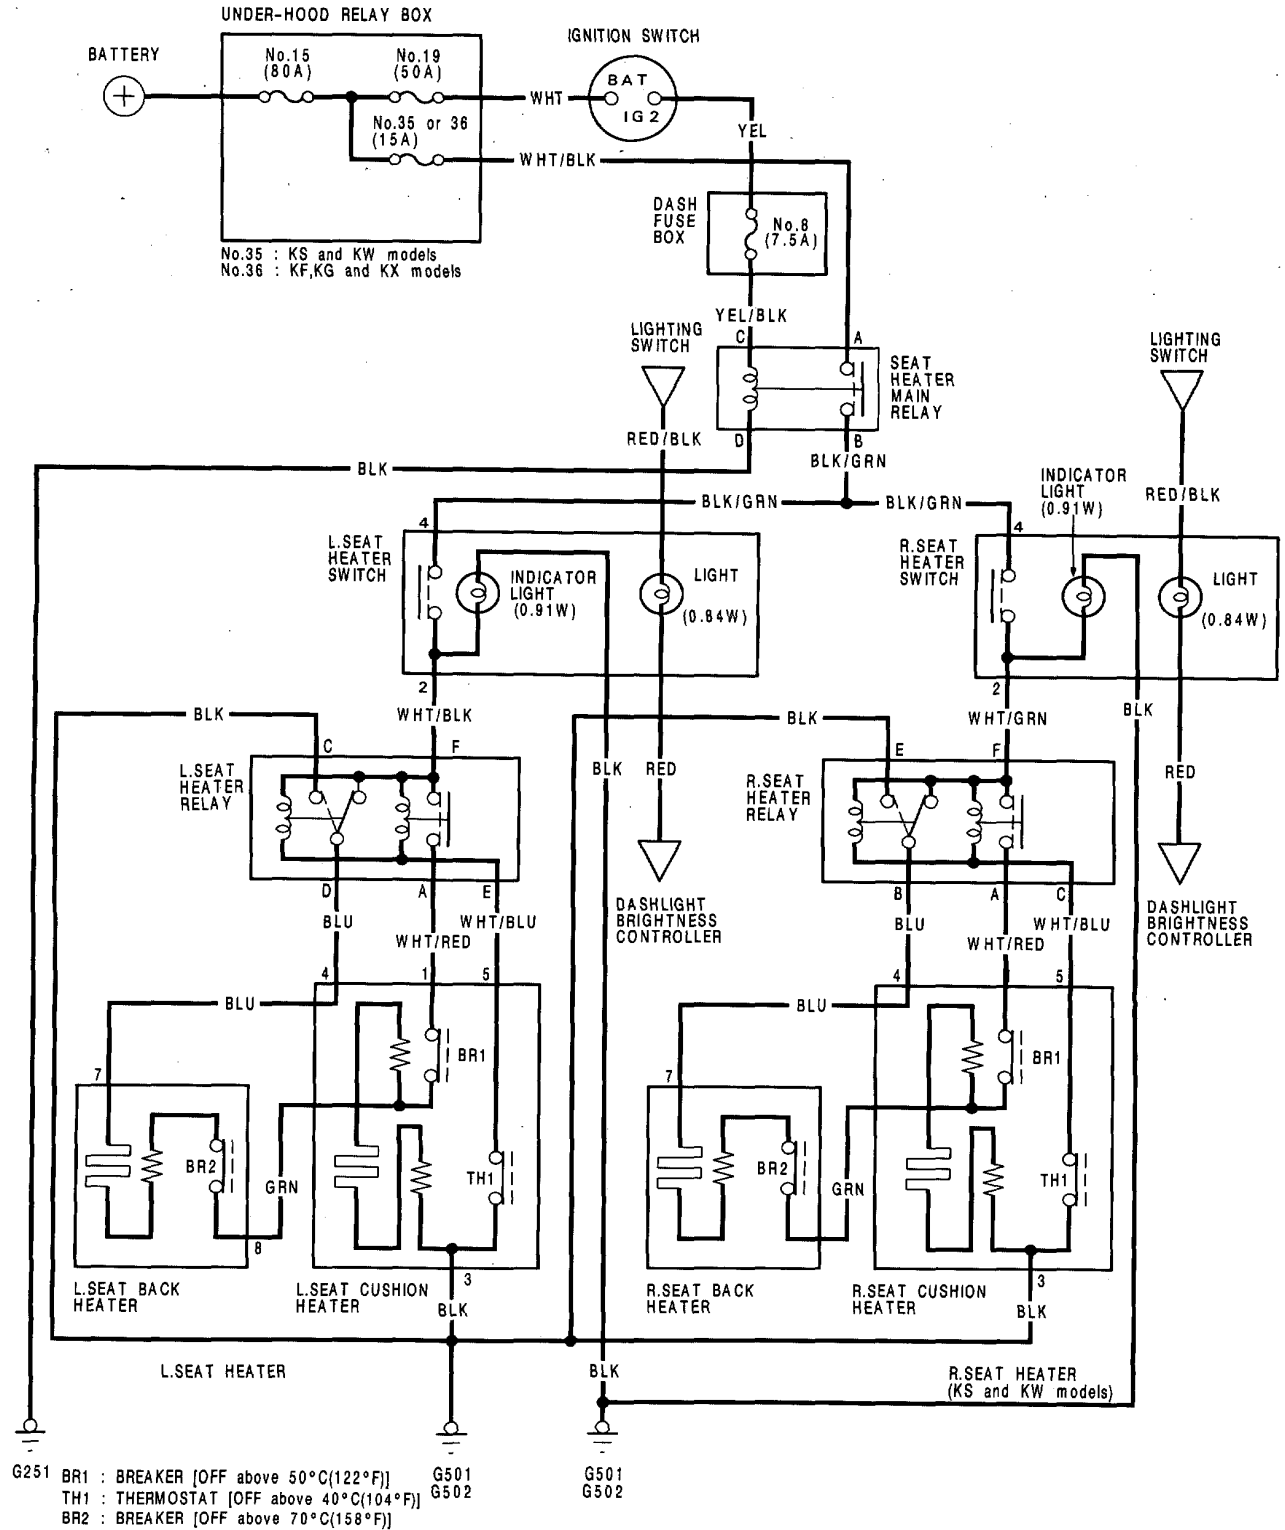 UNDER-HOOD RELAY BOX
BATTERY
No.15
(80A)
No.19
(50A)
No.35 or 36
(15A)
IGNITION SWITCH
BAT
IG2
WHT
YEL
WHT/BLK
DASH
FUSE
BOX
No.8
(7.5A)
No.35 : KS and KW models
No.36 : KF,KG and KX models
YEL/BLK
LIGHTING
SWITCH
C
A
SEAT
HEATER
MAIN
RELAY
LIGHTING
SWITCH
RED/BLK
D
B
BLK
BLK/GRN
INDICATOR
LIGHT
(0.91W)
RED/BLK
BLK/GRN
BLK/GRN
4
4
L.SEAT
HEATER
SWITCH
INDICATOR
LIGHT
(0.91W)
LIGHT
(0.84W)
R.SEAT
HEATER
SWITCH
LIGHT
(0.84W)
2
2
BLK
WHT/BLK
BLK
WHT/GRN
BLK
C
F
E
F
L.SEAT
HEATER
RELAY
BLK
RED
R.SEAT
HEATER
RELAY
RED
D
A
E
B
A
C
BLU
WHT/BLU
WHT/RED
DASHLIGHT
BRIGHTNESS
CONTROLLER
BLU
WHT/BLU
WHT/RED
DASHLIGHT
BRIGHTNESS
CONTROLLER
4
1
5
4
5
BLU
BLU
BR1
BR1
7
7
BR2
GRN
TH1
BR2
GRN
TH1
8
3
3
L.SEAT BACK
HEATER
L.SEAT CUSHION
HEATER
BLK
R.SEAT BACK
HEATER
R.SEAT CUSHION
HEATER
BLK
L.SEAT HEATER
BLK
R.SEAT HEATER
(KS and KW models)
G251
G501
G502
G501
G502
BR1 : BREAKER [OFF above 50°C(122°F)]
TH1 : THERMOSTAT [OFF above 40°C(104°F)]
BR2 : BREAKER [OFF above 70°C(158°F)]